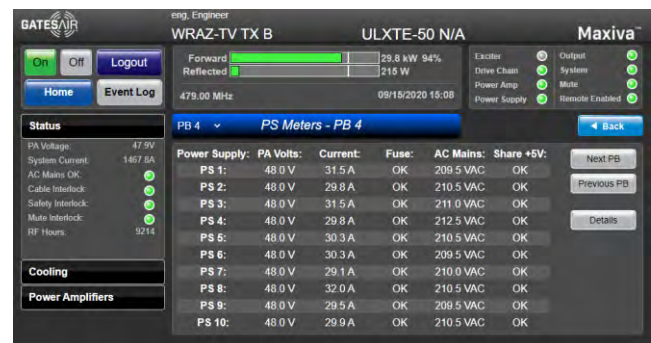 GATESAIR
eng, Engineer
WRAZ-TV TX B ULXTE-50 N/A Maxiva™
On Off Logout
Home Event Log
Forward 29.8 kW 94%
Reflected 215 W
479.00 MHz 09/15/2020 15:08
Exciter Output
Drive Chain System
Power Amp Mute
Power Supply Remote Enabled
Status
PB 4 PS Meters - PB 4 Back
PA Voltage: 47.9V
System Current: 1467.8A
AC Mains OK:
Cable Interlock:
Safety Interlock:
Mute Interlock:
RF Hours: 9214
Cooling
Power Amplifiers
Power Supply: PA Volts: Current: Fuse: AC Mains: Share +5V:
PS 1: 48.0 V 31.5 A OK 209.5 VAC OK
PS 2: 48.0 V 29.8 A OK 210.5 VAC OK
PS 3: 48.0 V 31.5 A OK 211.0 VAC OK
PS 4: 48.0 V 29.8 A OK 212.5 VAC OK
PS 5: 48.0 V 30.3 A OK 210.5 VAC OK
PS 6: 48.0 V 30.3 A OK 209.5 VAC OK
PS 7: 48.0 V 29.1 A OK 210.0 VAC OK
PS 8: 48.0 V 32.0 A OK 210.5 VAC OK
PS 9: 48.0 V 29.5 A OK 209.5 VAC OK
PS 10: 48.0 V 29.9 A OK 210.5 VAC OK
Next PB
Previous PB
Details